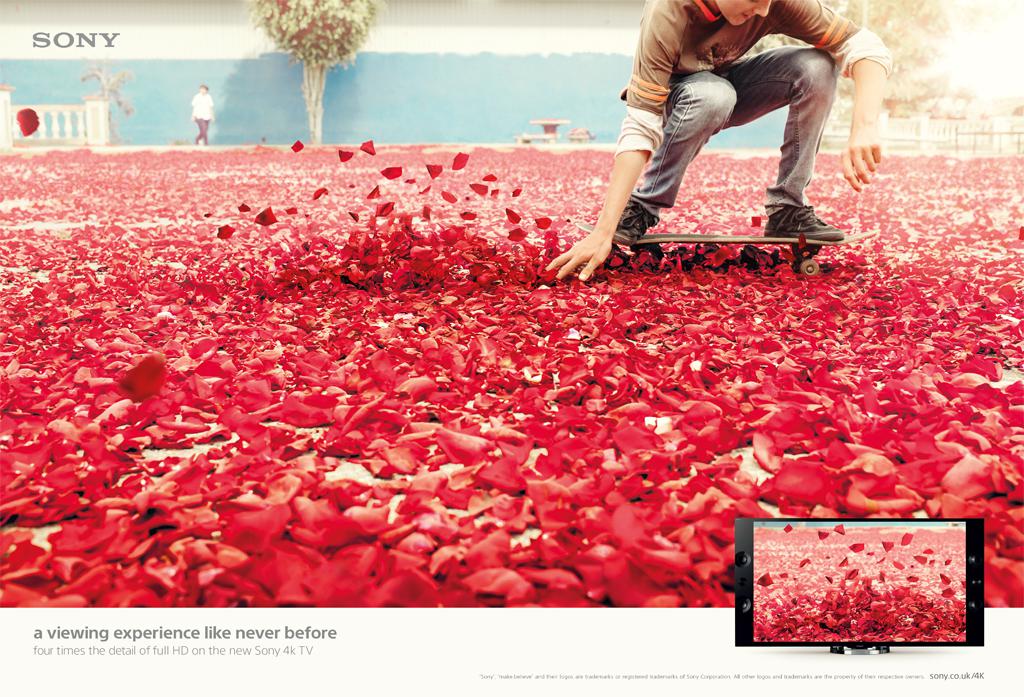 SONY
a viewing experience like never before
four times the detail of full HD on the new Sony 4k TV
"Sony", "make.believe" and their logos are trademarks or registered trademarks of Sony Corporation. All other logos and trademarks are the property of their respective owners. sony.co.uk/4K